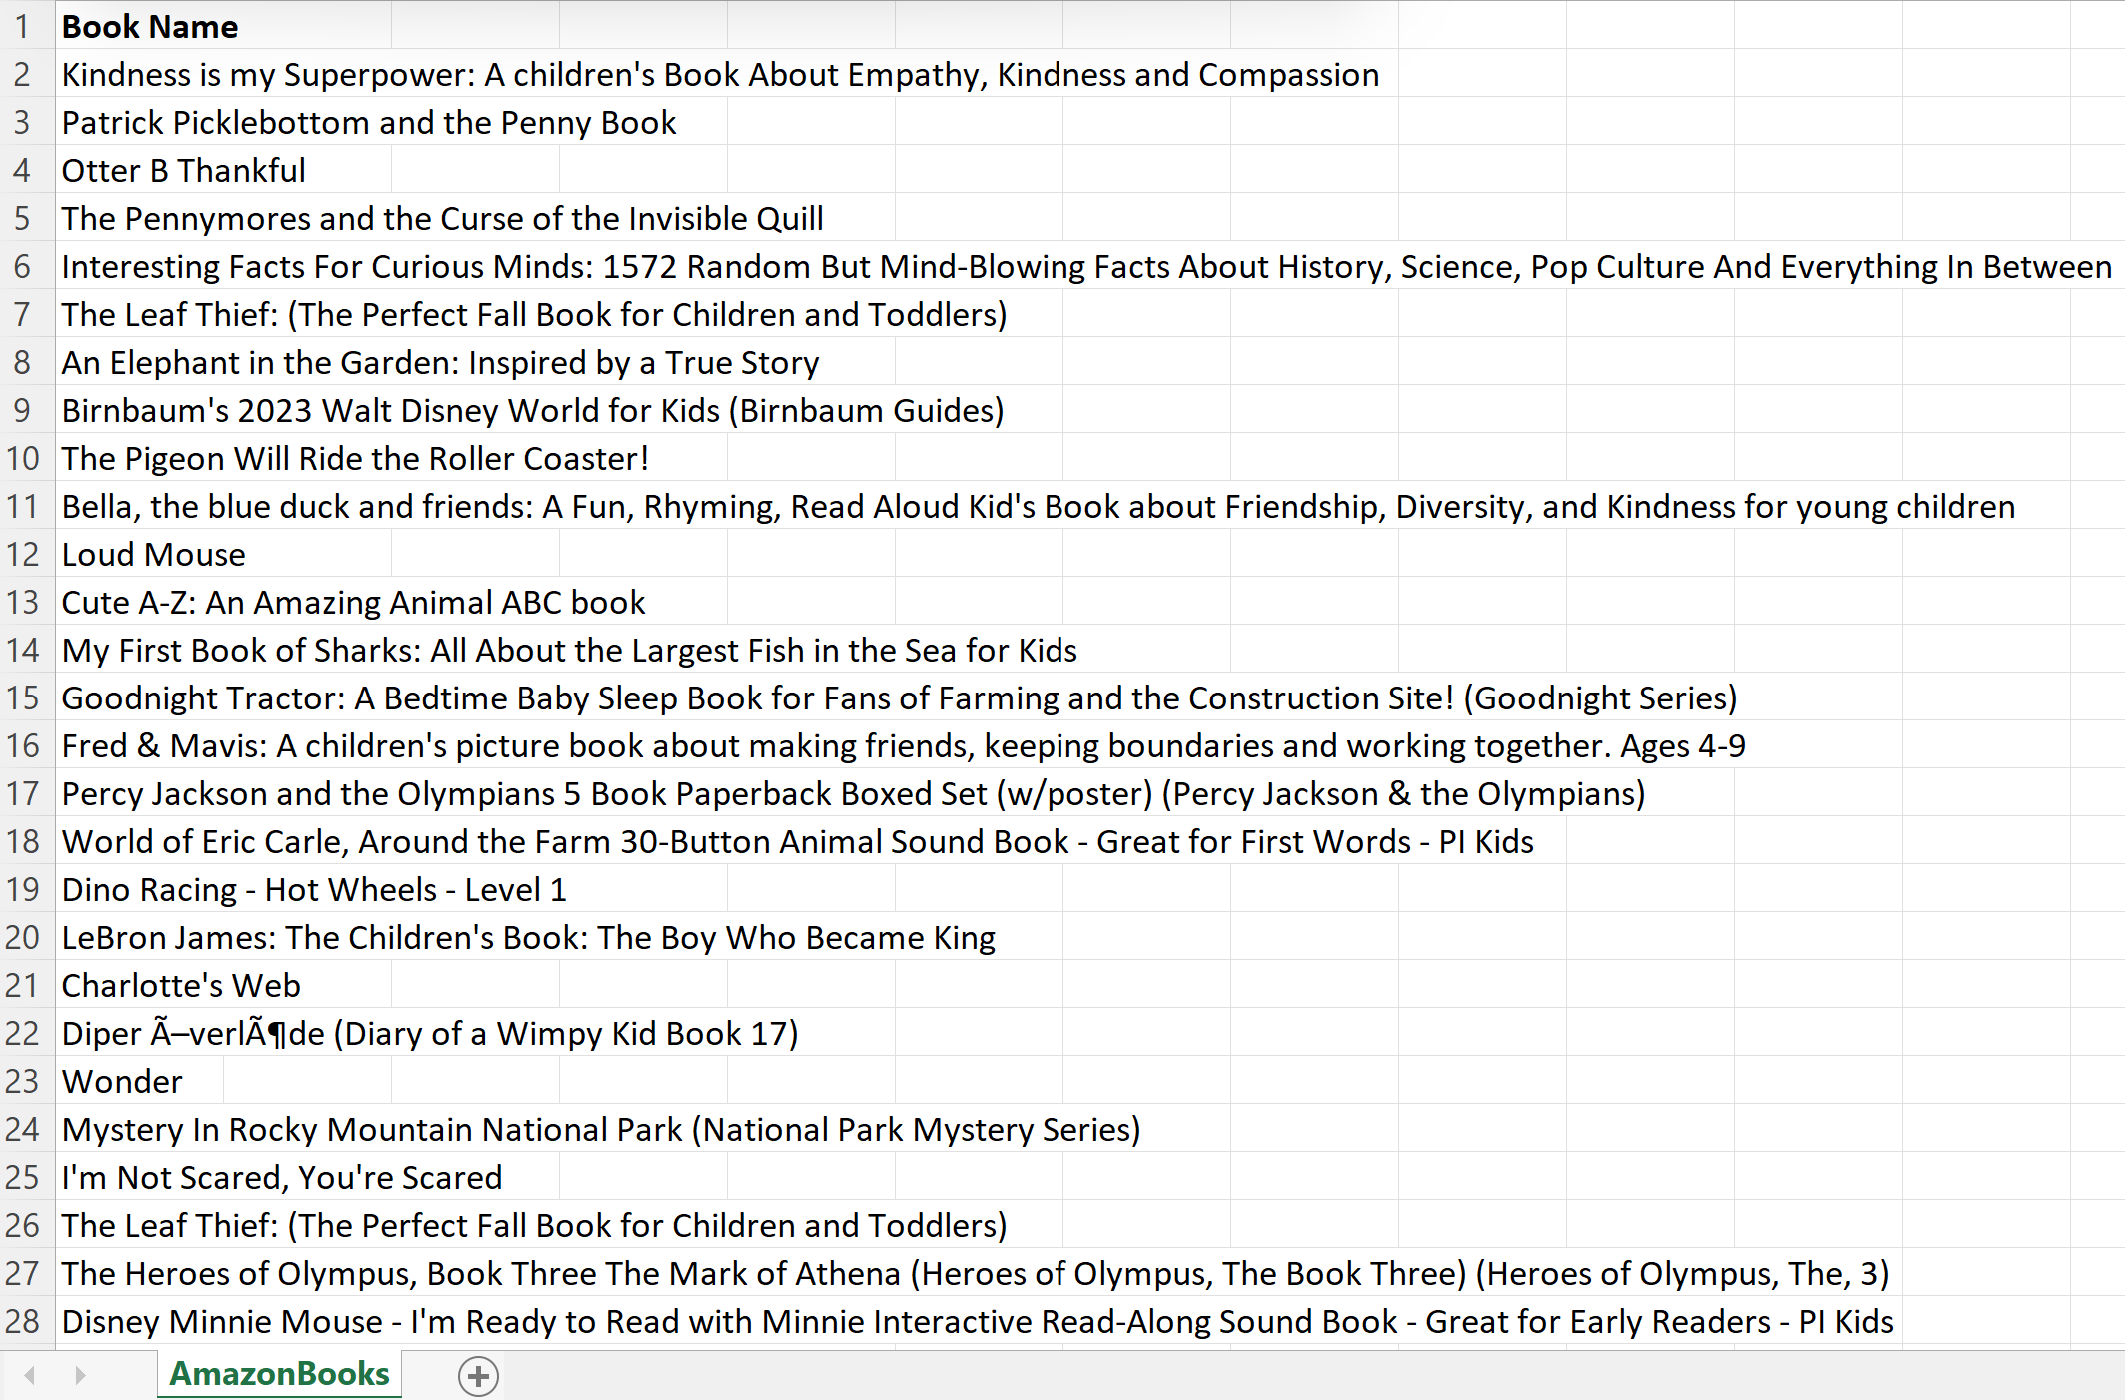 1 Book Name
2 Kindness is my Superpower: A children's Book About Empathy, Kindness and Compassion
3 Patrick Picklebottom and the Penny Book
4 Otter B Thankful
5 The Pennymores and the Curse of the Invisible Quill
6 Interesting Facts For Curious Minds: 1572 Random But Mind-Blowing Facts About History, Science, Pop Culture And Everything In Between
7 The Leaf Thief: (The Perfect Fall Book for Children and Toddlers)
8 An Elephant in the Garden: Inspired by a True Story
9 Birnbaum's 2023 Walt Disney World for Kids (Birnbaum Guides)
10 The Pigeon Will Ride the Roller Coaster!
11 Bella, the blue duck and friends: A Fun, Rhyming, Read Aloud Kid's Book about Friendship, Diversity, and Kindness for young children
12 Loud Mouse
13 Cute A-Z: An Amazing Animal ABC book
14 My First Book of Sharks: All About the Largest Fish in the Sea for Kids
15 Goodnight Tractor: A Bedtime Baby Sleep Book for Fans of Farming and the Construction Site! (Goodnight Series)
16 Fred & Mavis: A children's picture book about making friends, keeping boundaries and working together. Ages 4-9
17 Percy Jackson and the Olympians 5 Book Paperback Boxed Set (w/poster) (Percy Jackson & the Olympians)
18 World of Eric Carle, Around the Farm 30-Button Animal Sound Book - Great for First Words - PI Kids
19 Dino Racing - Hot Wheels - Level 1
20 LeBron James: The Children's Book: The Boy Who Became King
21 Charlotte's Web
22 Diper Ã–verlÃ¶de (Diary of a Wimpy Kid Book 17)
23 Wonder
24 Mystery In Rocky Mountain National Park (National Park Mystery Series)
25 I'm Not Scared, You're Scared
26 The Leaf Thief: (The Perfect Fall Book for Children and Toddlers)
27 The Heroes of Olympus, Book Three The Mark of Athena (Heroes of Olympus, The Book Three) (Heroes of Olympus, The, 3)
28 Disney Minnie Mouse - I'm Ready to Read with Minnie Interactive Read-Along Sound Book - Great for Early Readers - PI Kids
AmazonBooks